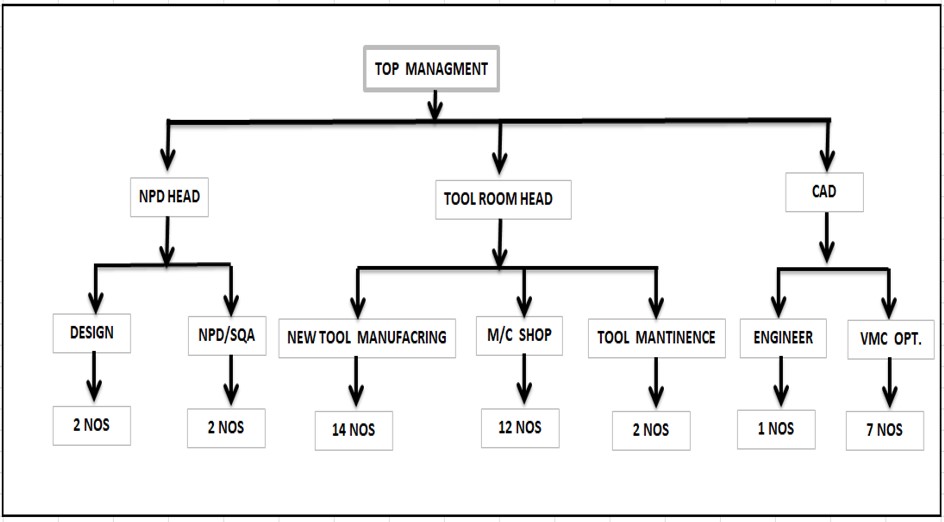 TOP MANAGMENT
NPD HEAD
TOOL ROOM HEAD
CAD
DESIGN
NPD/SQA
NEW TOOL MANUFACRING
M/C SHOP
TOOL MANTINENCE
ENGINEER
VMC OPT.
2 NOS
2 NOS
14 NOS
12 NOS
2 NOS
1 NOS
7 NOS